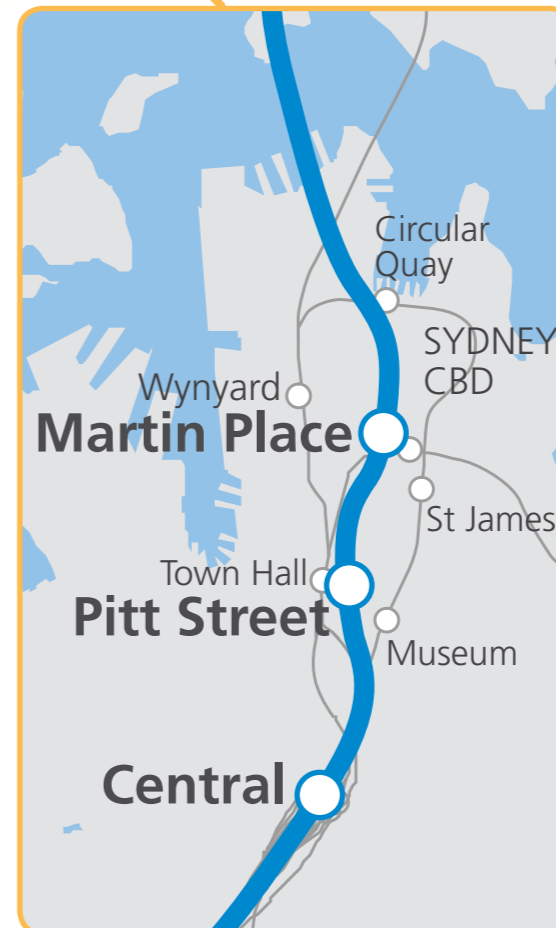 Circular
Quay
SYDNEY
CBD
Wynyard
Martin Place
St James
Town Hall
Pitt Street
Museum
Central